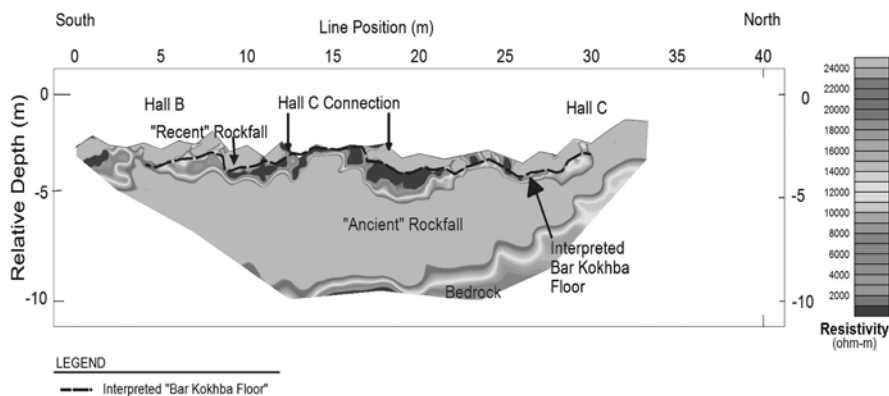 South
Line Position (m)
North
0 5 10 15 20 25 30 35 40
Relative Depth (m)
0
-5
-10
0
-5
-10
Hall B
Hall C Connection
Hall C
"Recent" Rockfall
"Ancient" Rockfall
Interpreted
Bar Kokhba
Floor
Bedrock
24000
22000
20000
18000
16000
14000
12000
10000
8000
6000
4000
2000
Resistivity
(ohm-m)
LEGEND
Interpreted "Bar Kokhba Floor"